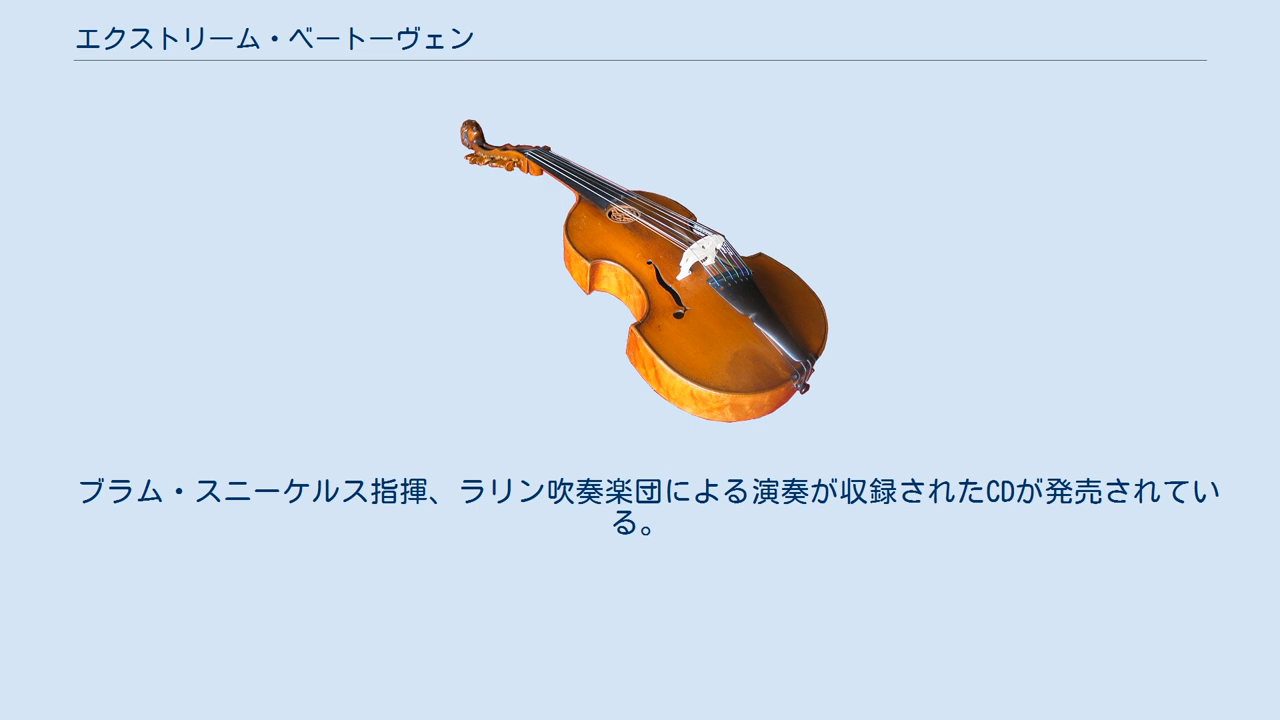 エクストリーム・ベートーヴェン
ブラム・スニーケルス指揮、ラリン吹奏楽団による演奏が収録されたCDが発売されてい
る。